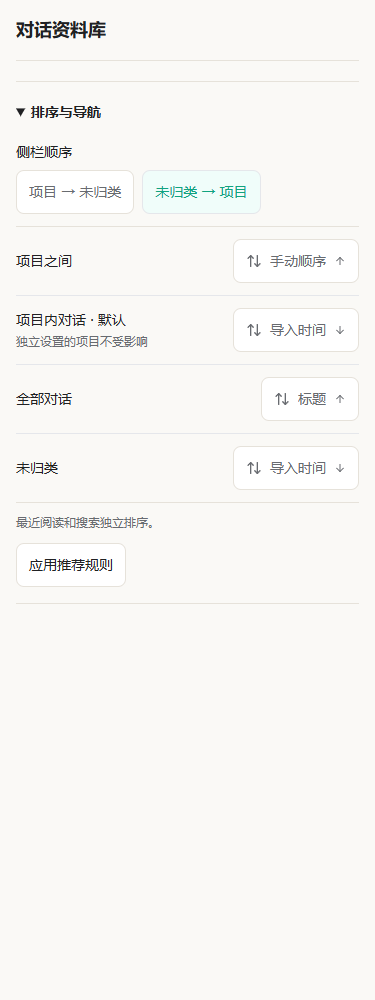 对话资料库
▼ 排序与导航
侧栏顺序
项目 → 未归类 未归类 → 项目
项目之间 手动顺序 ↑
项目内对话 · 默认 导入时间 ↓
独立设置的项目不受影响
全部对话 标题 ↑
未归类 导入时间 ↓
最近阅读和搜索独立排序。
应用推荐规则